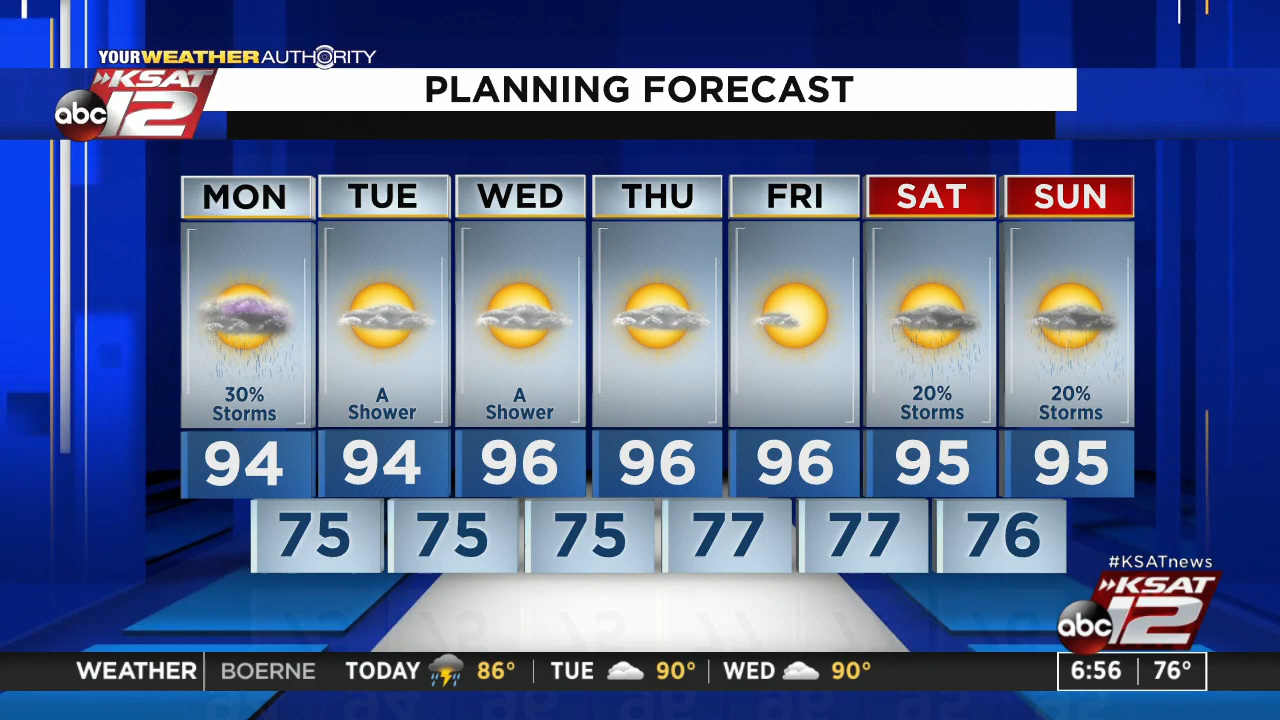 YOURWEATHERAUTHORITY
KSAT
abc 12
PLANNING FORECAST
MON TUE WED THU FRI SAT SUN
30% Storms
A Shower
A Shower
20% Storms
20% Storms
94 94 96 96 96 95 95
75 75 75 77 77 76
#KSATnews
KSAT
abc 12
WEATHER BOERNE TODAY 86° TUE 90° WED 90° 6:56 76°